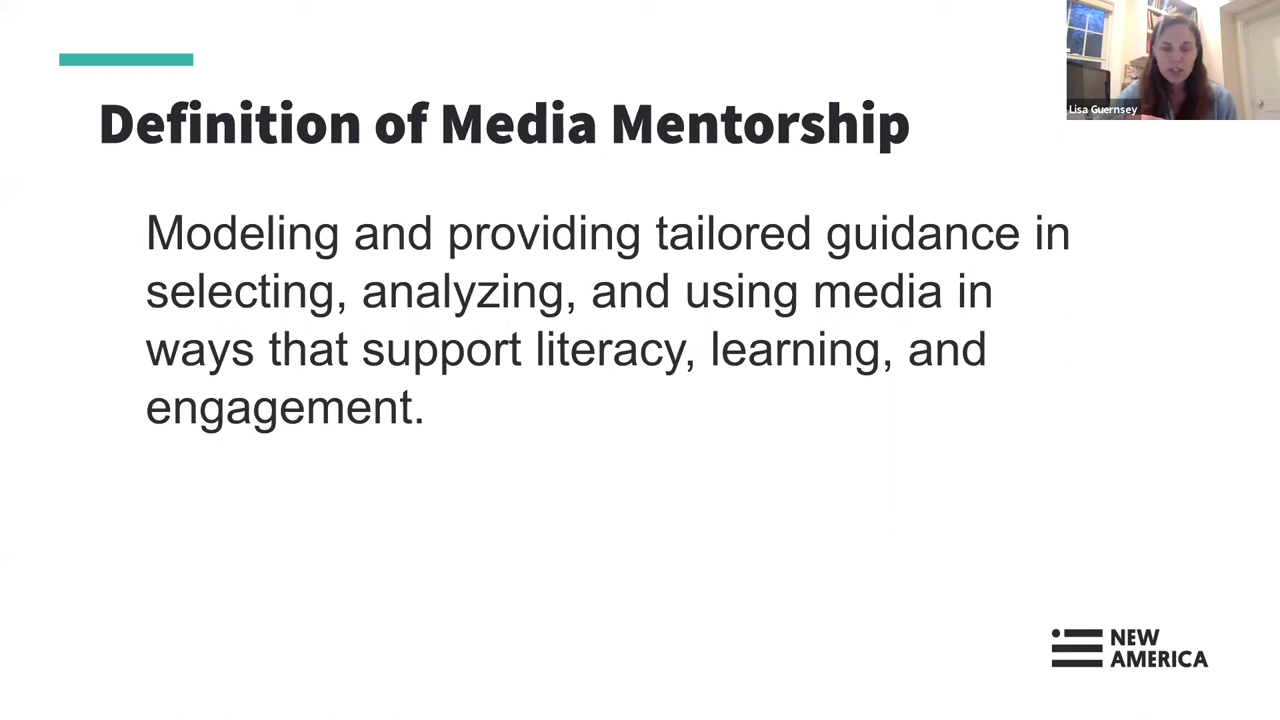 Definition of Media Mentorship
Lisa Guernsey
Modeling and providing tailored guidance in
selecting, analyzing, and using media in
ways that support literacy, learning, and
engagement.
NEW
AMERICA